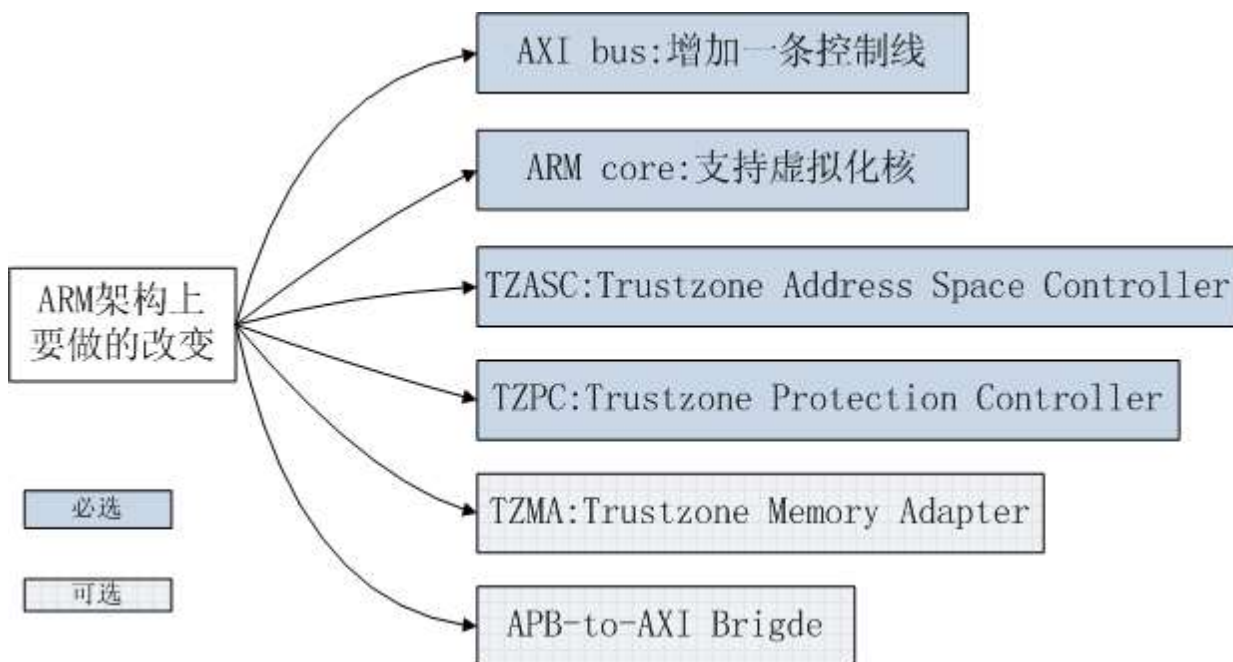 AXI bus:增加一条控制线
ARM core:支持虚拟化核
TZASC:Trustzone Address Space Controller
ARM架构上
要做的改变
TZPC:Trustzone Protection Controller
TZMA:Trustzone Memory Adapter
APB-to-AXI Brigde
必选
可选